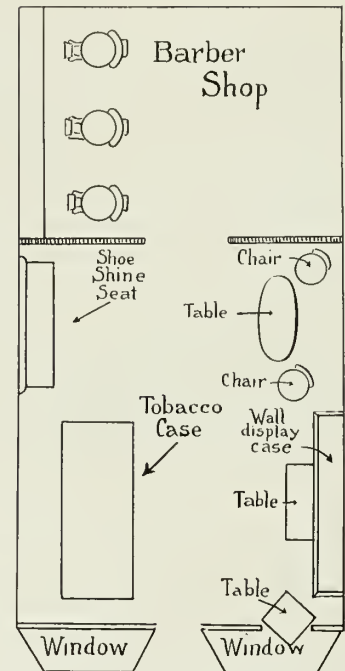 Barber
Shop
Shoe
Shine
Seat
Chair
Table
Chair
Tobacco
Case
Wall
display
case
Table
Table
Window
Window